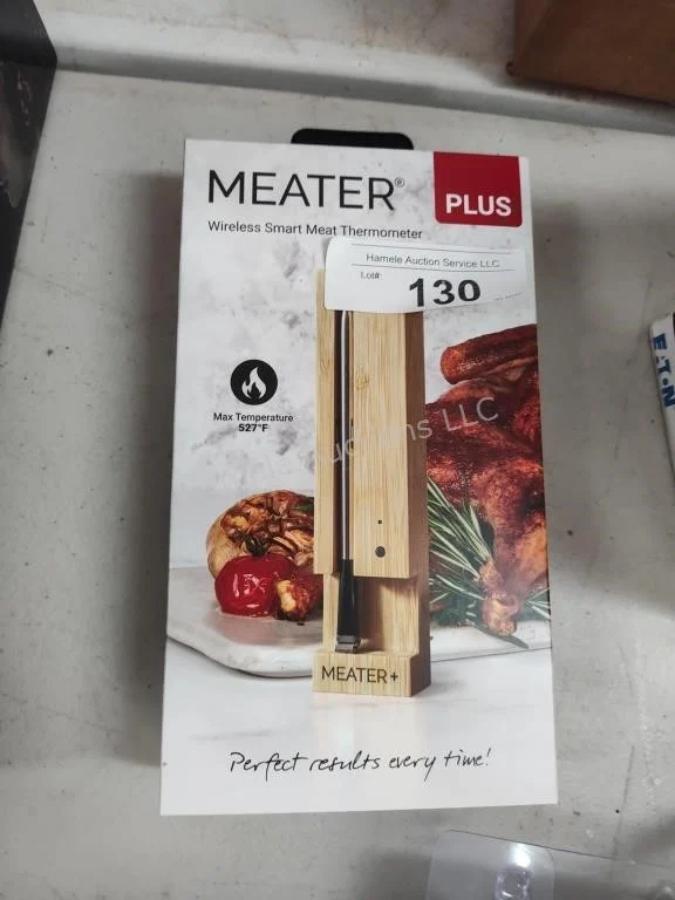 MEATER® PLUS
Wireless Smart Meat Thermometer
Hamele Auction Service LLC
Lot#: 130
Max Temperature
527°F
LLC
E·T·N
MEATER+
Perfect results every time!